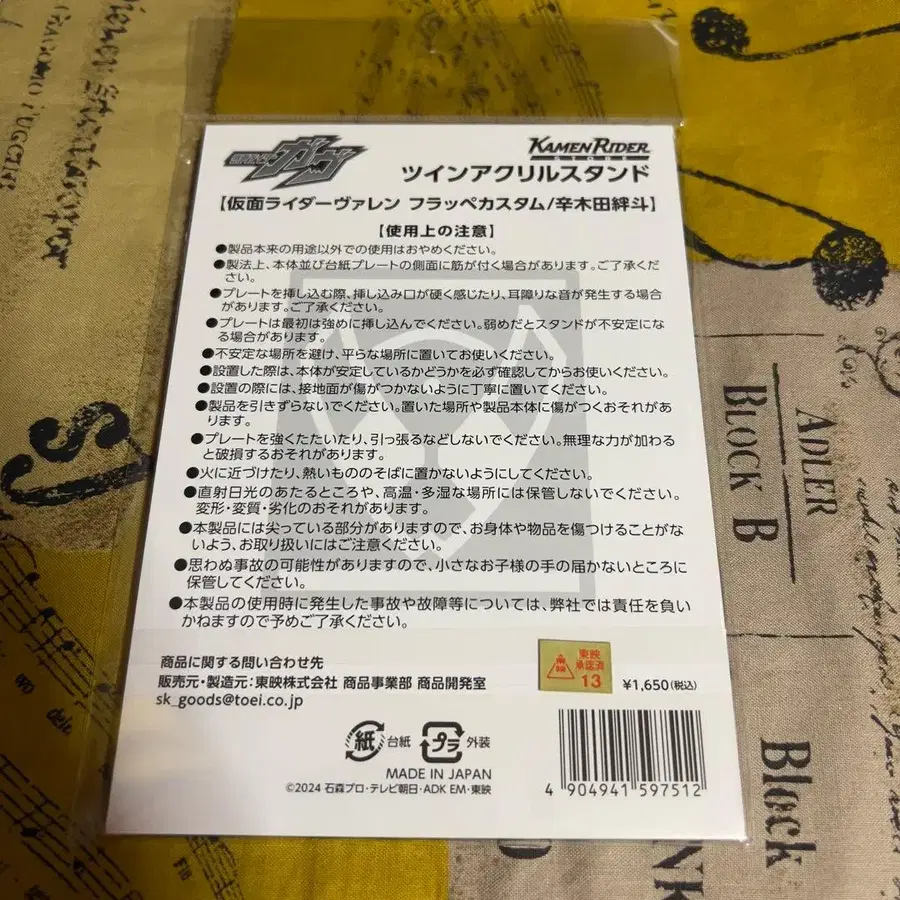 仮面ライダーガヴ
KAMEN RIDER
STORE
ツインアクリルスタンド
【仮面ライダーヴァレン フラッペカスタム/辛木田絆斗】
【使用上の注意】
●製品本来の用途以外での使用はおやめください。
●製法上、本体並び台紙プレートの側面に筋が付く場合があります。ご了承くだ
さい。
●プレートを挿し込む際、挿し込み口が硬く感じたり、耳障りな音が発生する場合
があります。ご了承ください。
●プレートは最初は強めに挿し込んでください。弱めだとスタンドが不安定にな
る場合があります。
●不安定な場所を避け、平らな場所に置いてお使いください。
●設置した際は、本体が安定しているかどうかを必ず確認してからお使いください。
●設置の際には、接地面が傷がつかないように丁寧に置いてください。
●製品を引きずらないでください。置いた場所や製品本体に傷がつくおそれがあ
ります。
●プレートを強くたたいたり、引っ張るなどしないでください。無理な力が加わる
と破損するおそれがあります。
●火に近づけたり、熱いもののそばに置かないようにしてください。
●直射日光のあたるところや、高温・多湿な場所には保管しないでください。
変形・変質・劣化のおそれがあります。
●本製品には尖っている部分がありますので、お身体や物品を傷つけることがな
いよう、お取り扱いにはご注意ください。
●思わぬ事故の可能性がありますので、小さなお子様の手の届かないところに
保管してください。
●本製品の使用時に発生した事故や故障等については、弊社では責任を負い
かねますので予めご了承ください。
商品に関する問い合わせ先
販売元・製造元:東映株式会社 商品事業部 商品開発室
sk_goods@toei.co.jp
東映
承認済
13
¥1,650(税込)
紙 台紙 プラ 外装
MADE IN JAPAN
©2024 石森プロ・テレビ朝日・ADK EM・東映
4 904941 597512
ADLER
BLOCK B
Block